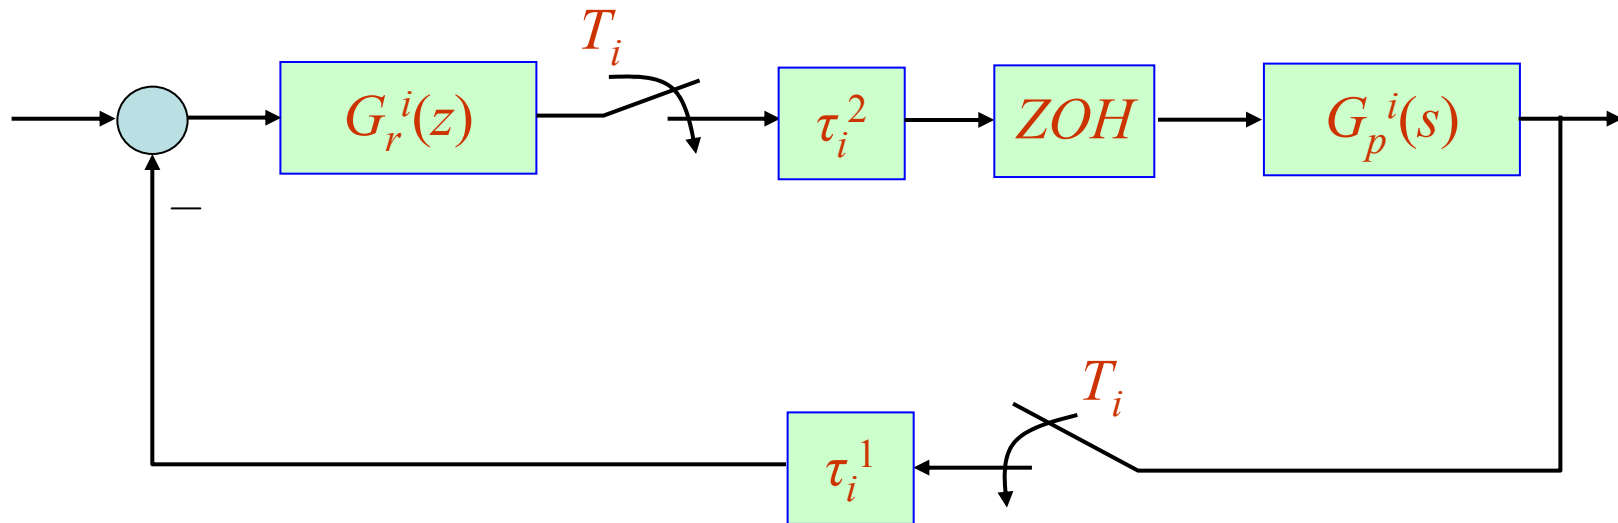 T_i
G_r^i(z)
τ_i^2
ZOH
G_p^i(s)
–
T_i
τ_i^1